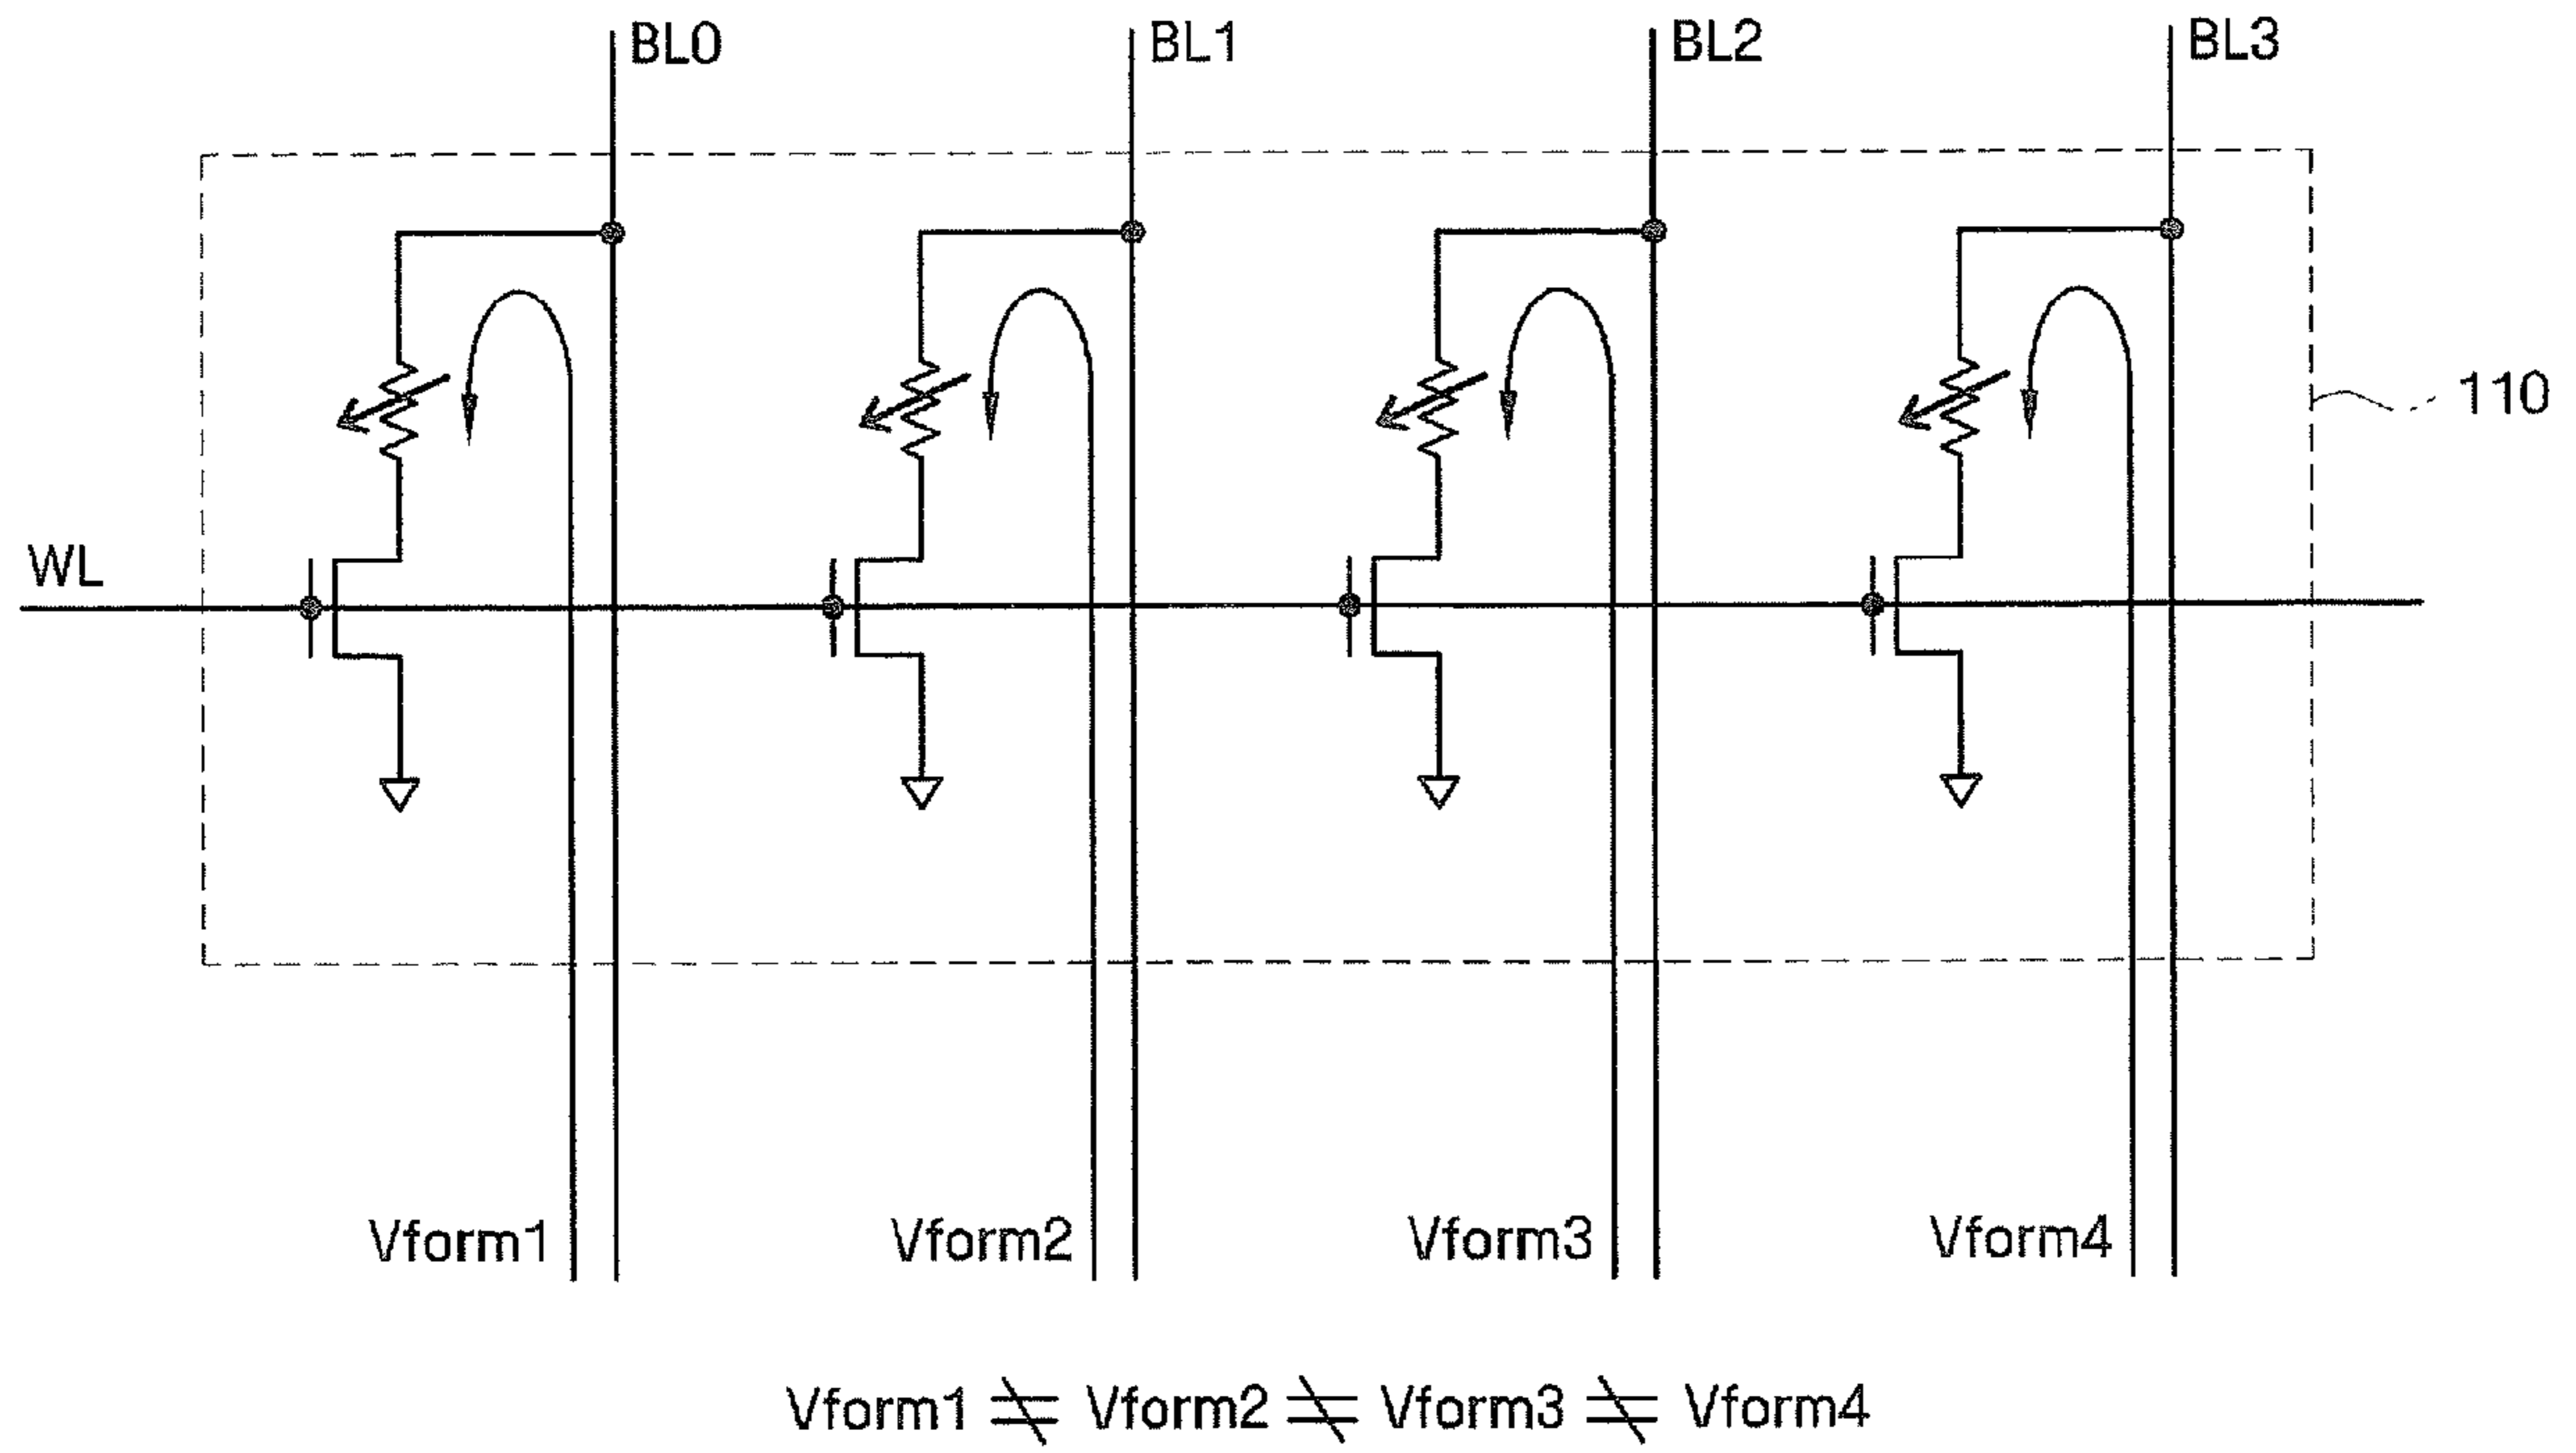 BL0
BL1
BL2
BL3
110
WL
Vform1
Vform2
Vform3
Vform4
Vform1 ≠ Vform2 ≠ Vform3 ≠ Vform4